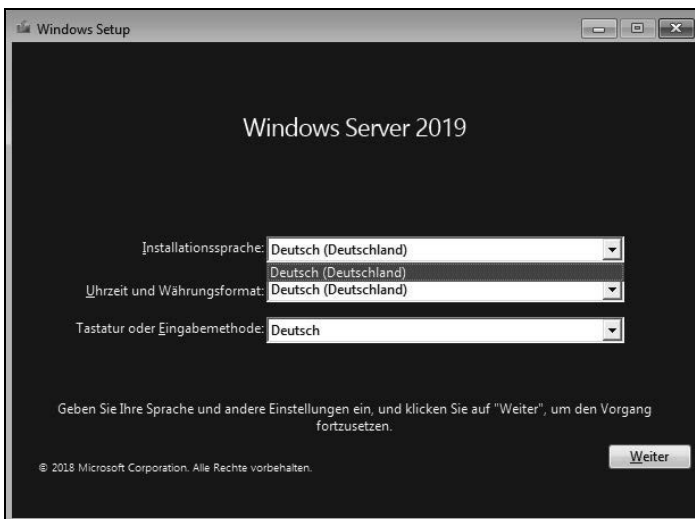 Windows Setup
Windows Server 2019
Installationssprache: Deutsch (Deutschland)
Deutsch (Deutschland)
Uhrzeit und Währungsformat: Deutsch (Deutschland)
Tastatur oder Eingabemethode: Deutsch
Geben Sie Ihre Sprache und andere Einstellungen ein, und klicken Sie auf "Weiter", um den Vorgang
fortzusetzen.
Weiter
© 2018 Microsoft Corporation. Alle Rechte vorbehalten.